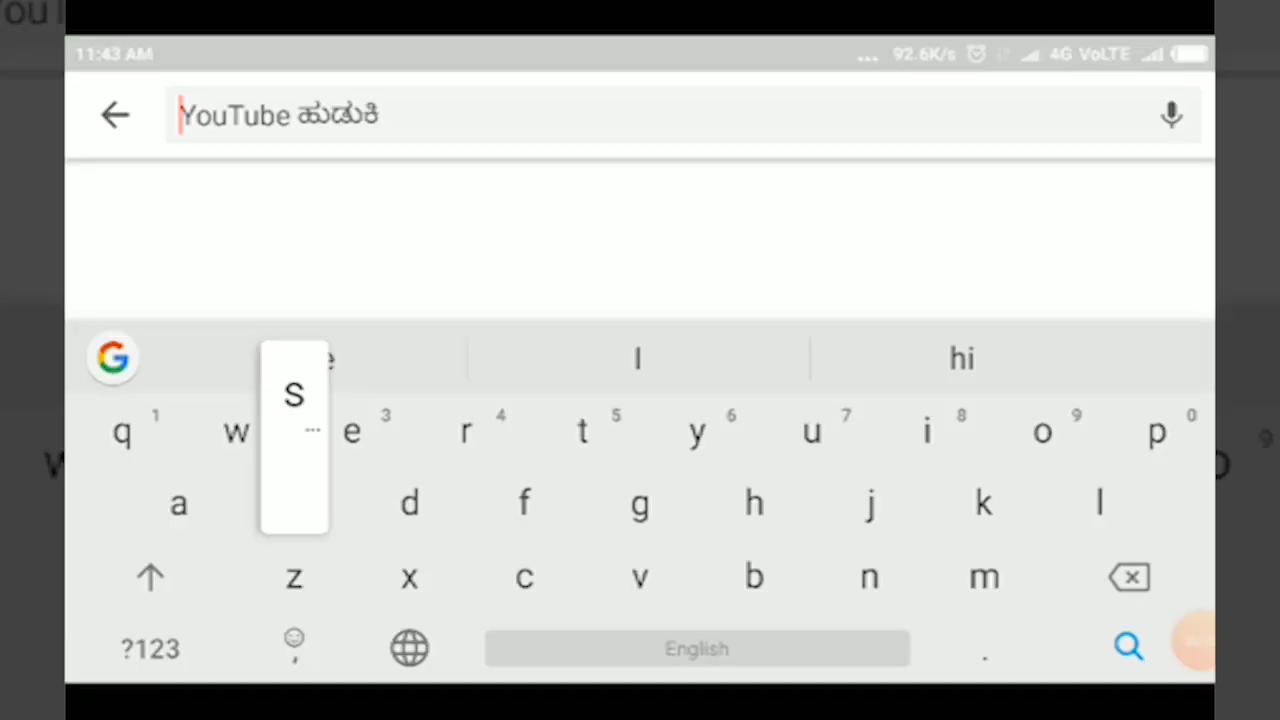 11:43 AM ... 92.6K/s 4G VoLTE
YouTube ಹುಡುಕಿ
I hi
q 1 w e 3 r 4 t 5 y 6 u 7 i 8 o 9 p 0
S ...
a d f g h j k l
z x c v b n m
?123 , English .